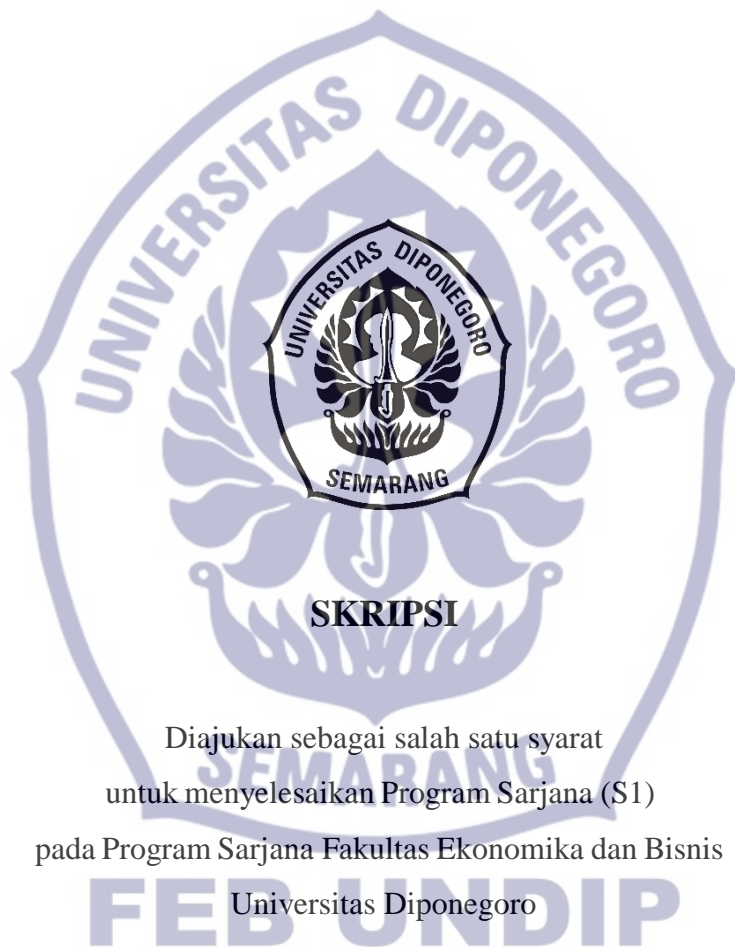 UNIVERSITAS DIPONEGORO
UNIVERSITAS DIPONEGORO
SEMARANG
SKRIPSI
Diajukan sebagai salah satu syarat
SEMARANG
untuk menyelesaikan Program Sarjana (S1)
pada Program Sarjana Fakultas Ekonomika dan Bisnis
FEB UNDIP
Universitas Diponegoro